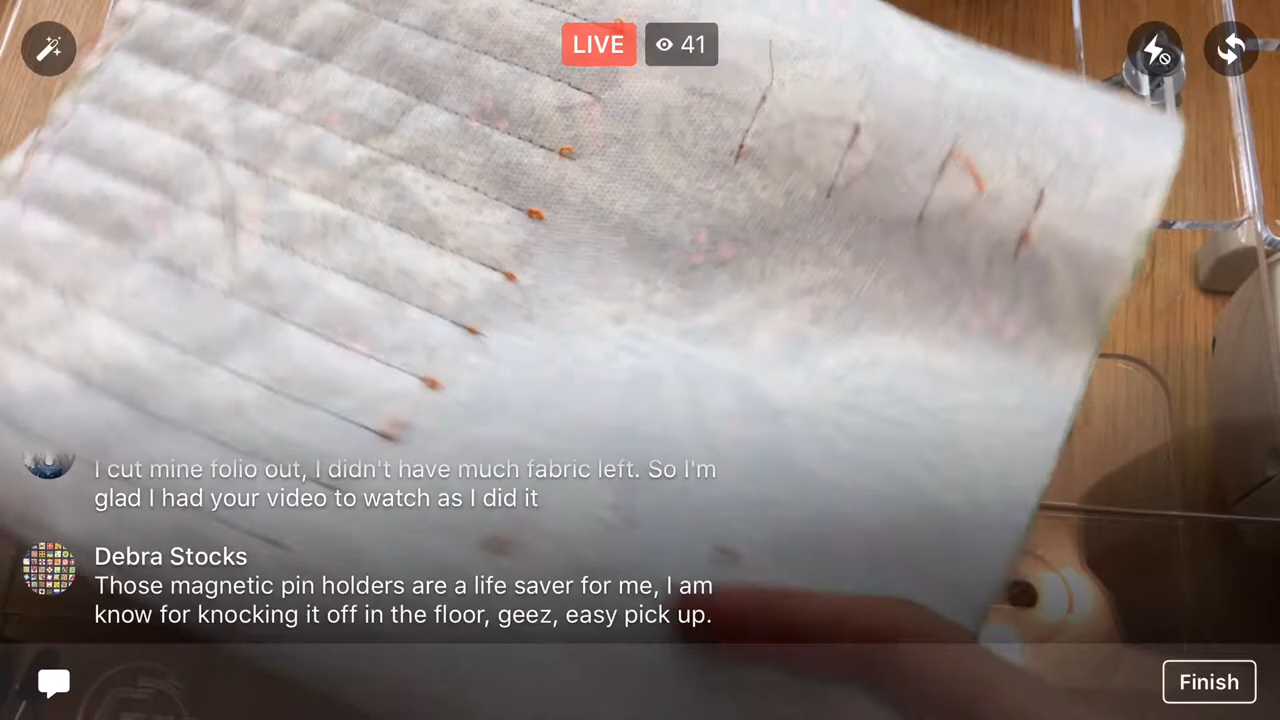 LIVE 41
I cut mine folio out, I didn't have much fabric left. So I'm
glad I had your video to watch as I did it
Debra Stocks
Those magnetic pin holders are a life saver for me, I am
know for knocking it off in the floor, geez, easy pick up.
Finish